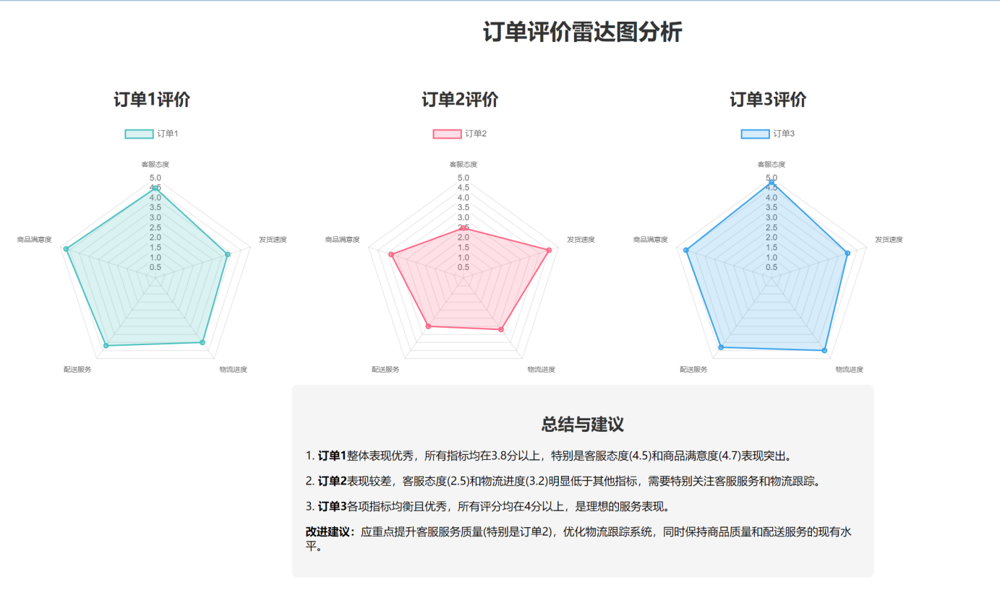 订单评价雷达图分析
订单1评价
订单1
客服态度
5.0
4.5
4.0
3.5
3.0
2.5
2.0
1.5
1.0
0.5
商品满意度
发货速度
配送服务
物流进度
订单2评价
订单2
客服态度
5.0
4.5
4.0
3.5
3.0
2.5
2.0
1.5
1.0
0.5
商品满意度
发货速度
配送服务
物流进度
订单3评价
订单3
客服态度
5.0
4.5
4.0
3.5
3.0
2.5
2.0
1.5
1.0
0.5
商品满意度
发货速度
配送服务
物流进度
总结与建议
1. 订单1整体表现优秀，所有指标均在3.8分以上，特别是客服态度(4.5)和商品满意度(4.7)表现突出。
2. 订单2表现较差，客服态度(2.5)和物流进度(3.2)明显低于其他指标，需要特别关注客服服务和物流跟踪。
3. 订单3各项指标均衡且优秀，所有评分均在4分以上，是理想的服务表现。
改进建议：应重点提升客服服务质量(特别是订单2)，优化物流跟踪系统，同时保持商品质量和配送服务的现有水
平。